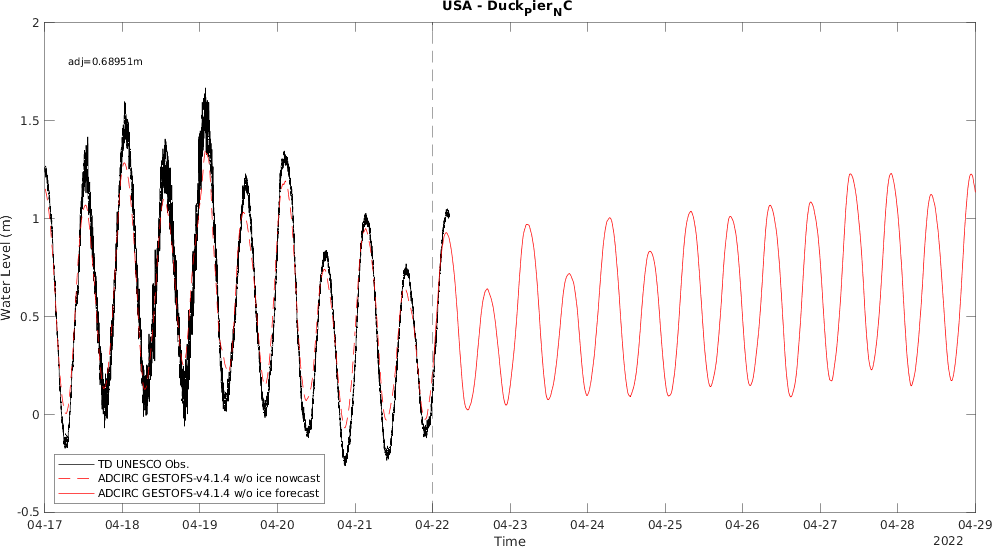 USA - Duck_Pier_NC
adj=0.68951m
2
1.5
1
0.5
0
-0.5
Water Level (m)
TD UNESCO Obs.
ADCIRC GESTOFS-v4.1.4 w/o ice nowcast
ADCIRC GESTOFS-v4.1.4 w/o ice forecast
04-17 04-18 04-19 04-20 04-21 04-22 04-23 04-24 04-25 04-26 04-27 04-28 04-29
Time
2022